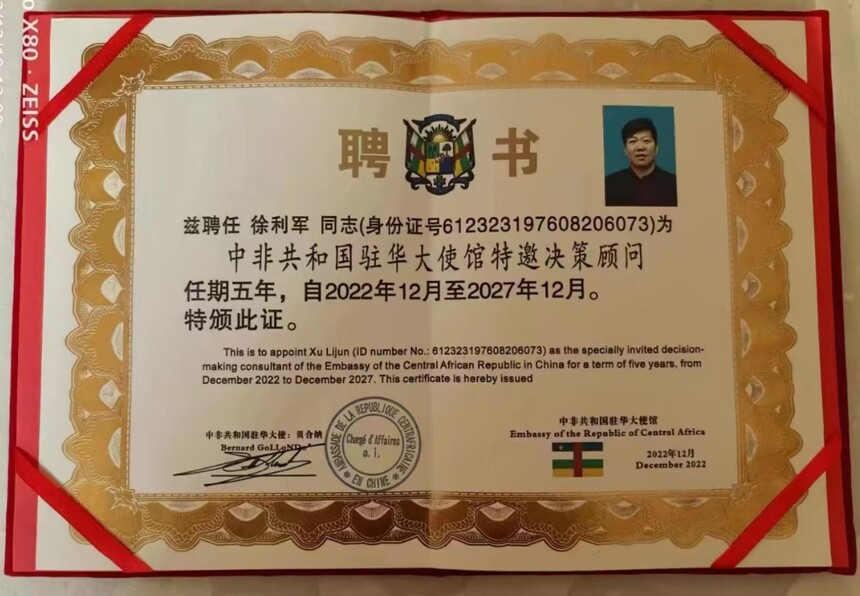 X80 · ZEISS
聘 书
兹聘任 徐利军 同志(身份证号612323197608206073)为
中非共和国驻华大使馆特邀决策顾问
任期五年，自2022年12月至2027年12月。
特颁此证。
This is to appoint Xu Lijun (ID number No.: 612323197608206073) as the specially invited decision-
making consultant of the Embassy of the Central African Republic in China for a term of five years, from
December 2022 to December 2027. This certificate is hereby issued
中非共和国驻华大使：贝合纳
Bernard GoLLoNDo
AMBASSADE DE LA REPUBLIQUE CENTRAFRICAINE
Chargé d'Affaires
a. i.
EN CHINE
中非共和国驻华大使馆
Embassy of the Republic of Central Africa
2022年12月
December 2022